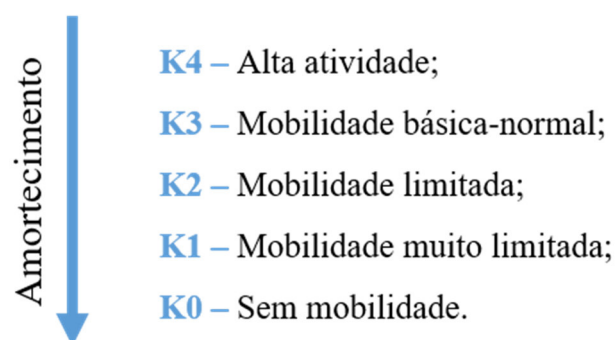 Amortecimento
K4 – Alta atividade;
K3 – Mobilidade básica-normal;
K2 – Mobilidade limitada;
K1 – Mobilidade muito limitada;
K0 – Sem mobilidade.